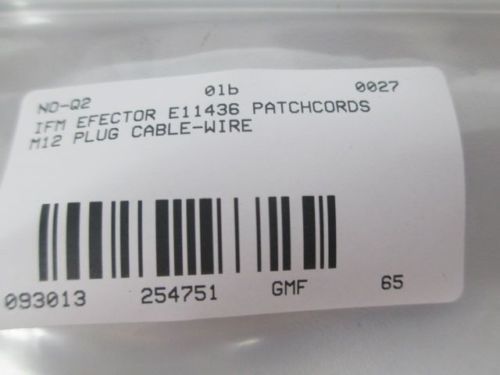 NO-Q2 01b 0027
IFM EFECTOR E11436 PATCHCORDS
M12 PLUG CABLE-WIRE
093013 254751 GMF 65